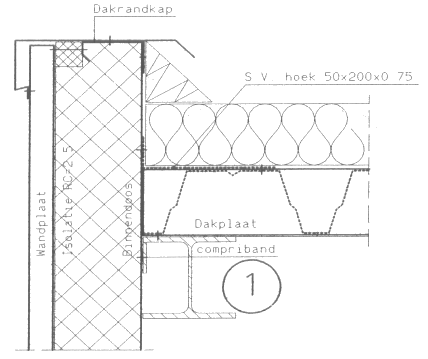 Dakrandkap
S.V. hoek 50x200x0.75
Wandplaat
Isolatie RC=2.5
Binnendoos
Dakplaat
compriband
1